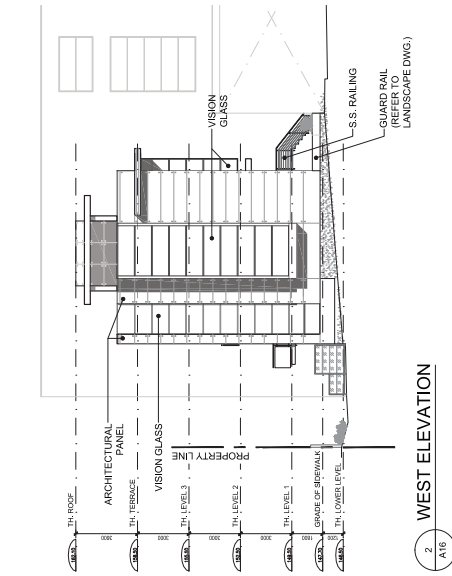 TH. ROOF
TH. TERRACE
TH. LEVEL 3
TH. LEVEL 2
TH. LEVEL 1
GRADE OF SIDEWALK
TH. LOWER LEVEL
3000
3000
3000
1200
ARCHITECTURAL
PANEL
VISION GLASS
PROPERTY LINE
VISION
GLASS
S.S. RAILING
GUARD RAIL
(REFER TO
LANDSCAPE DWG.)
2
A16
WEST ELEVATION